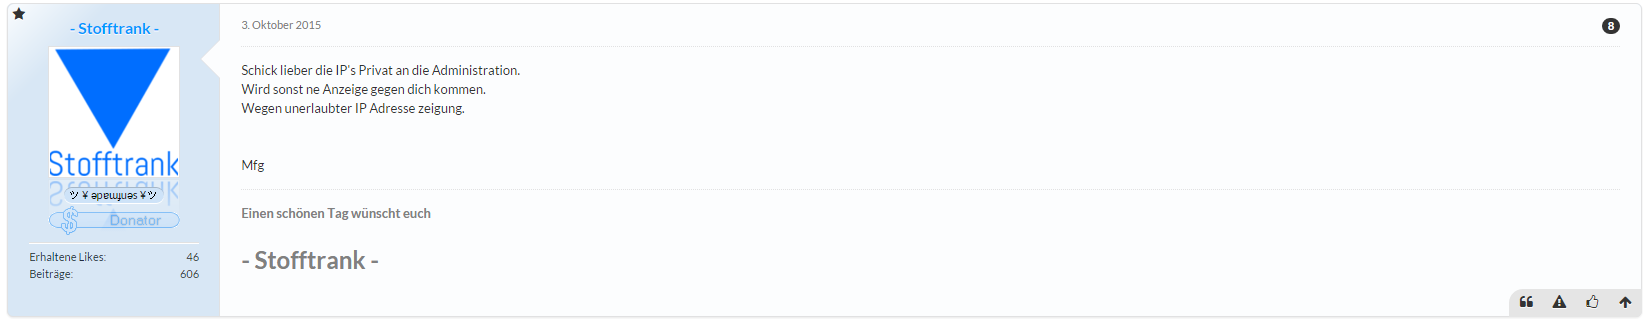 - Stofftrank -
Stofftrank
ツ ¥ ǝpɐɯɾunǝs ¥ ツ
Donator
Erhaltene Likes: 46
Beiträge: 606
3. Oktober 2015
8
Schick lieber die IP's Privat an die Administration.
Wird sonst ne Anzeige gegen dich kommen.
Wegen unerlaubter IP Adresse zeigung.
Mfg
Einen schönen Tag wünscht euch
- Stofftrank -